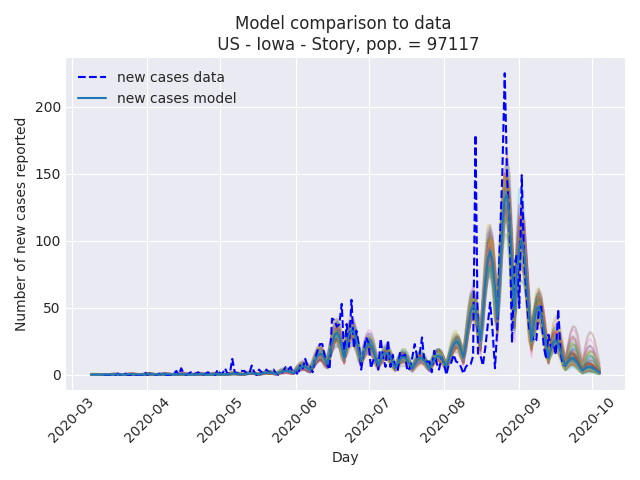 Model comparison to data
US - Iowa - Story, pop. = 97117
new cases data
new cases model
Number of new cases reported
200
150
100
50
0
2020-03
2020-04
2020-05
2020-06
2020-07
2020-08
2020-09
2020-10
Day